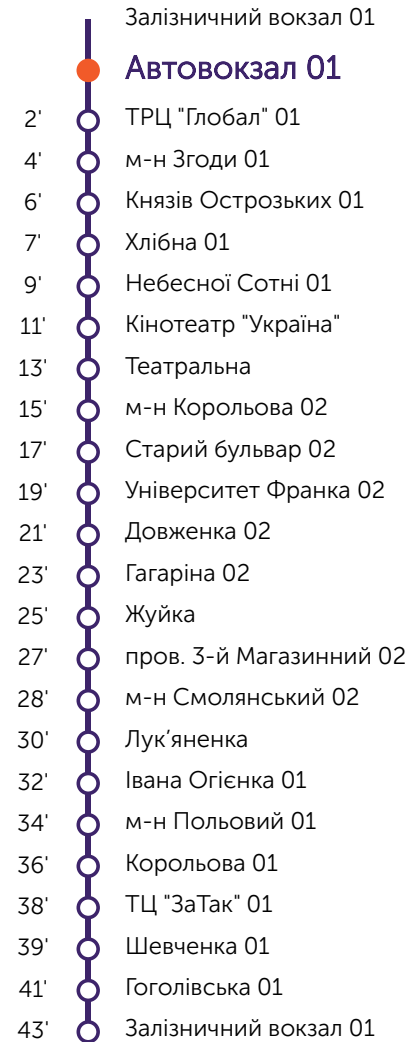 Залізничний вокзал 01
Автовокзал 01
2' ТРЦ "Глобал" 01
4' м-н Згоди 01
6' Князів Острозьких 01
7' Хлібна 01
9' Небесної Сотні 01
11' Кінотеатр "Україна"
13' Театральна
15' м-н Корольова 02
17' Старий бульвар 02
19' Університет Франка 02
21' Довженка 02
23' Гагаріна 02
25' Жуйка
27' пров. 3-й Магазинний 02
28' м-н Смолянський 02
30' Лук’яненка
32' Івана Огієнка 01
34' м-н Польовий 01
36' Корольова 01
38' ТЦ "ЗаТак" 01
39' Шевченка 01
41' Гоголівська 01
43' Залізничний вокзал 01